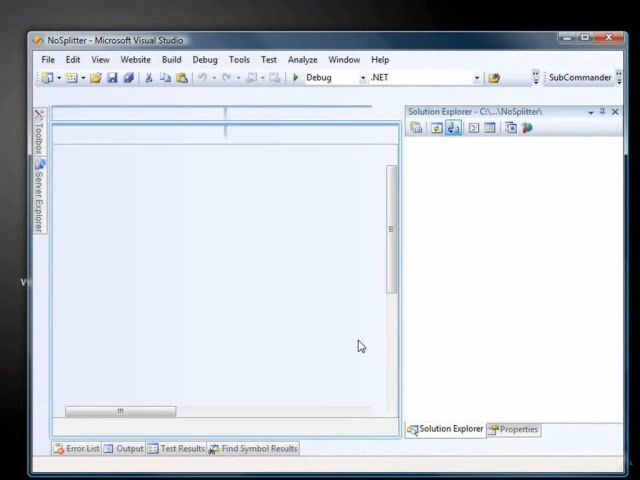 NoSplitter - Microsoft Visual Studio
File Edit View Website Build Debug Tools Test Analyze Window Help
Debug .NET SubCommander
Solution Explorer - C:\...\NoSplitter\
Toolbox
Server Explorer
Solution Explorer Properties
Error List Output Test Results Find Symbol Results